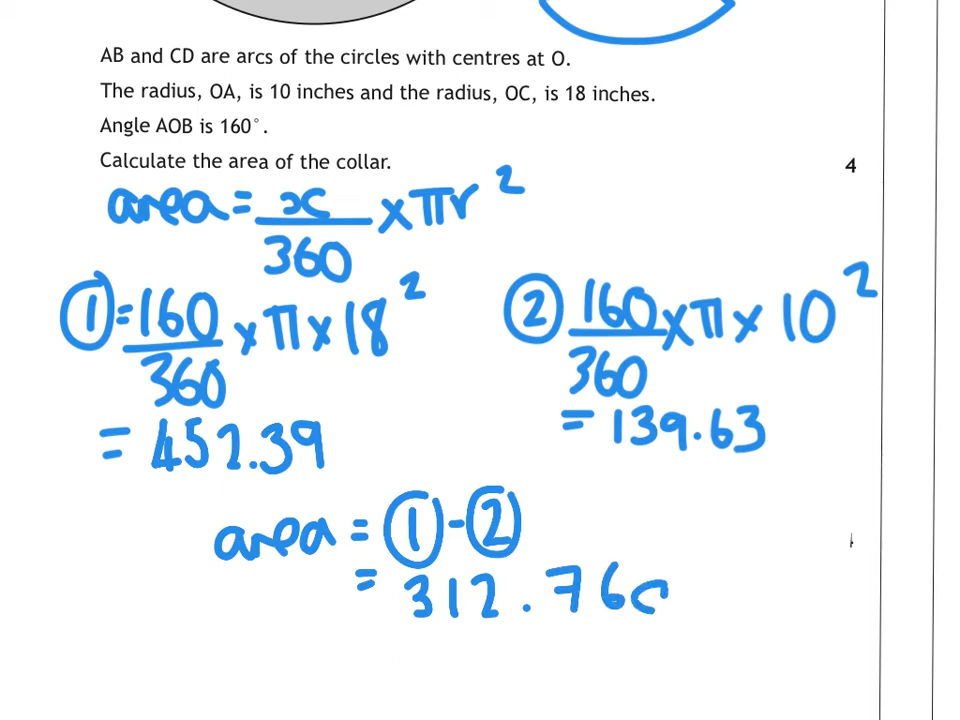 AB and CD are arcs of the circles with centres at O.
The radius, OA, is 10 inches and the radius, OC, is 18 inches.
Angle AOB is 160°.
Calculate the area of the collar.
4
area = x/360 × πr²
① = 160/360 × π × 18²
= 452.39
② 160/360 × π × 10²
= 139.63
area = ① - ②
= 312.76